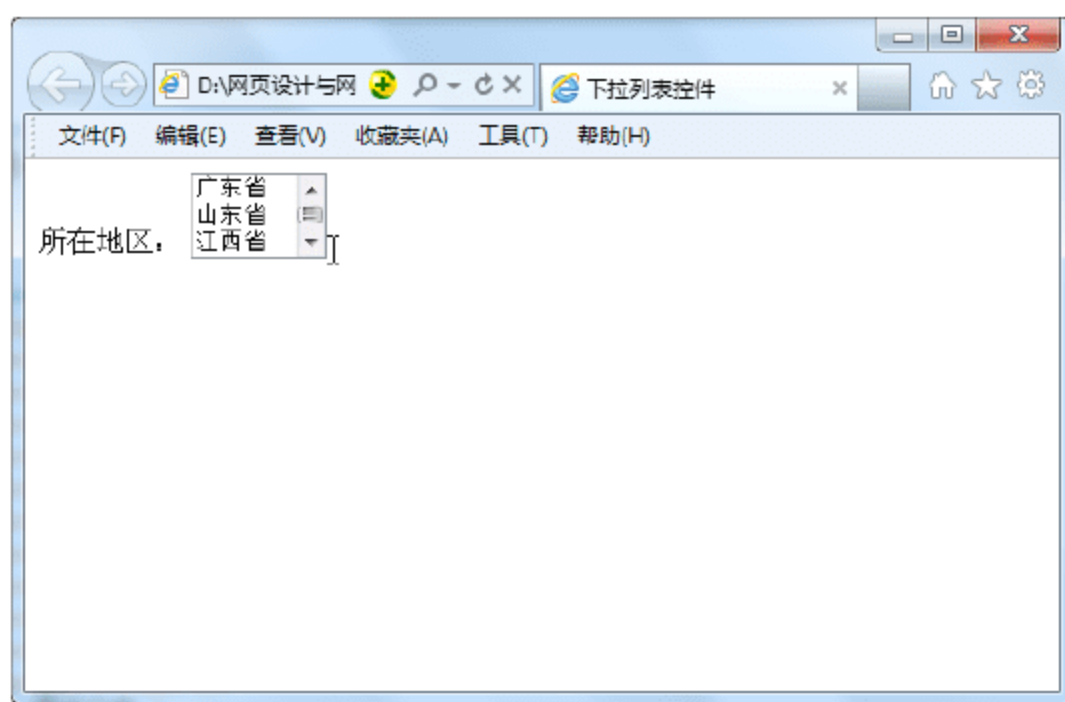 D:\网页设计与网
下拉列表控件
文件(F) 编辑(E) 查看(V) 收藏夹(A) 工具(T) 帮助(H)
广东省
山东省
所在地区： 江西省